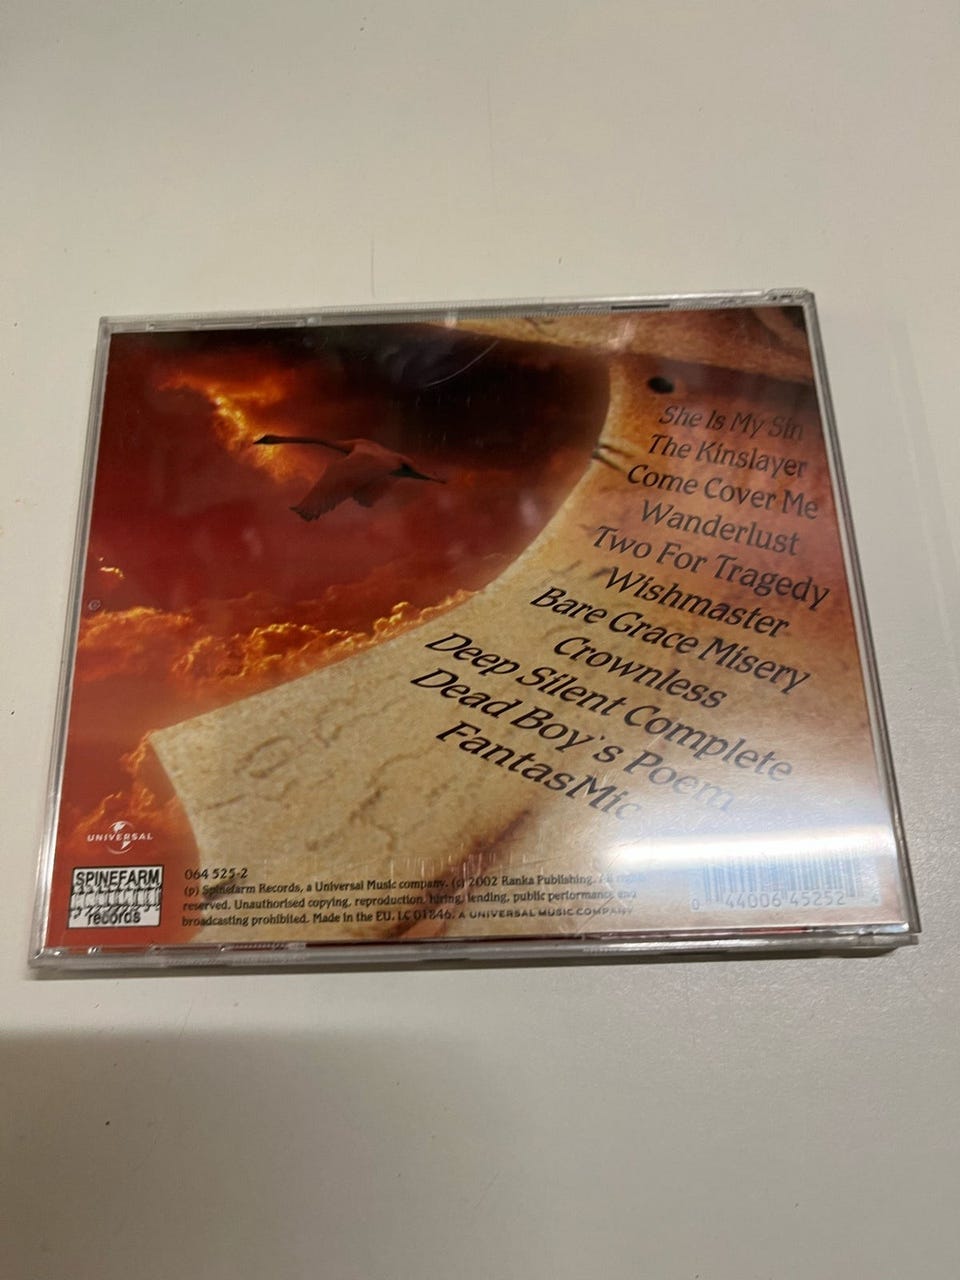 She Is My Sin
The Kinslayer
Come Cover Me
Wanderlust
Two For Tragedy
Wishmaster
Bare Grace Misery
Crownless
Deep Silent Complete
Dead Boy's Poem
FantasMic
UNIVERSAL
SPINEFARM
records
064 525-2
(p) Spinefarm Records, a Universal Music company. (c) 2002 Ranka Publishing. All
reserved. Unauthorised copying, reproduction, hiring, lending, public performance and
broadcasting prohibited. Made in the EU. LC 01846. A UNIVERSAL MUSIC COMPANY
0 44006 45252 4